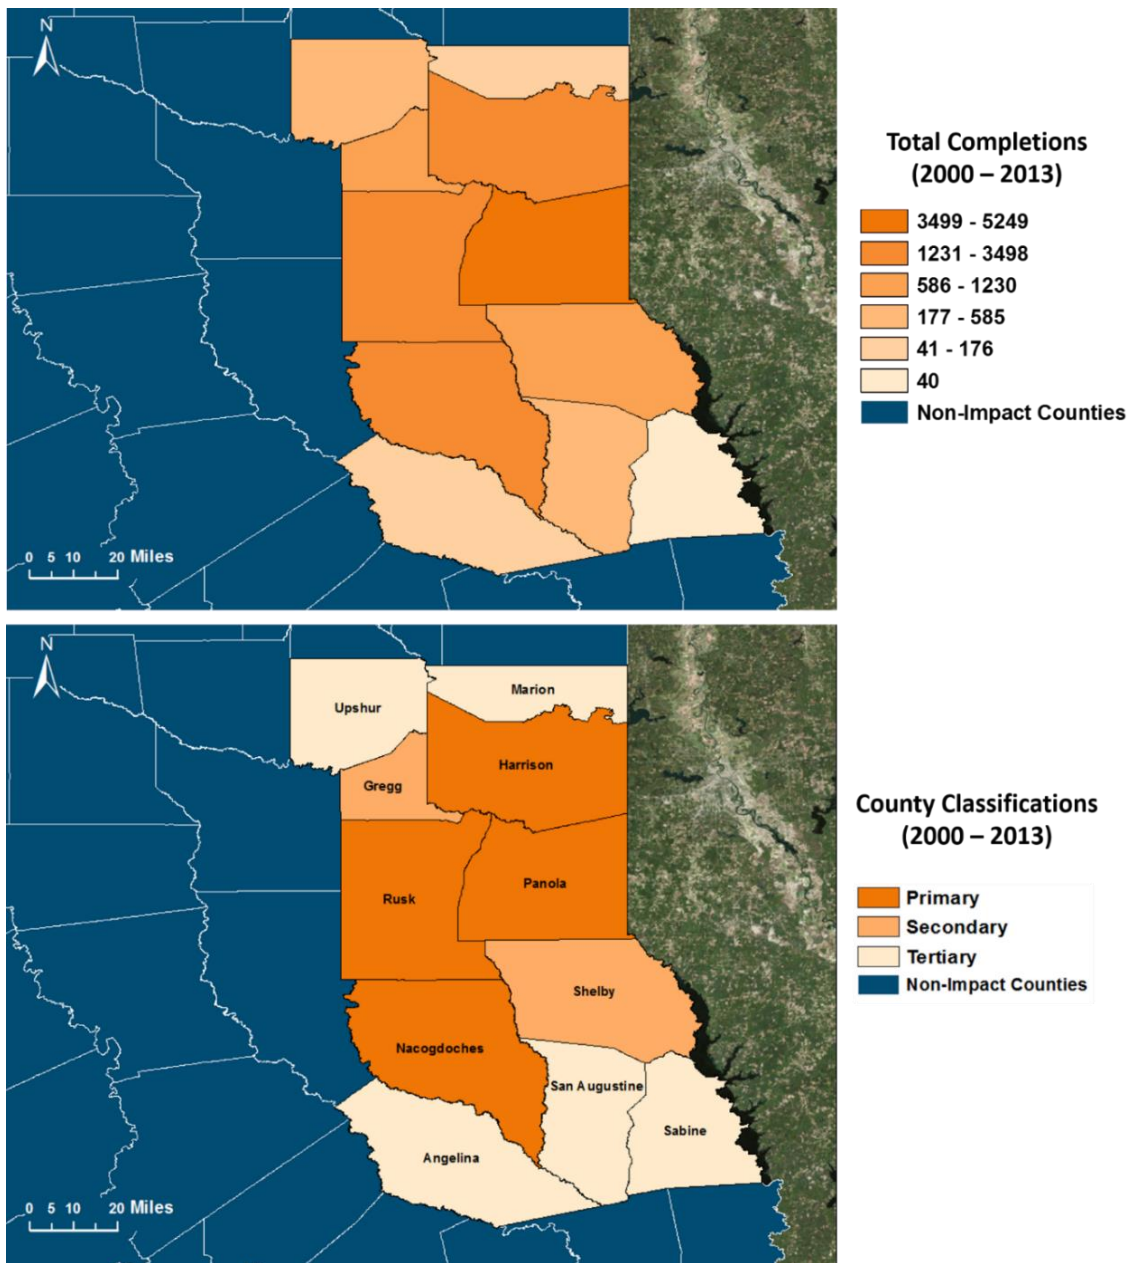 N
0 5 10 20 Miles
Total Completions
(2000 – 2013)
3499 - 5249
1231 - 3498
586 - 1230
177 - 585
41 - 176
40
Non-Impact Counties
N
Upshur
Marion
Harrison
Gregg
Rusk
Panola
Shelby
Nacogdoches
San Augustine
Sabine
Angelina
0 5 10 20 Miles
County Classifications
(2000 – 2013)
Primary
Secondary
Tertiary
Non-Impact Counties